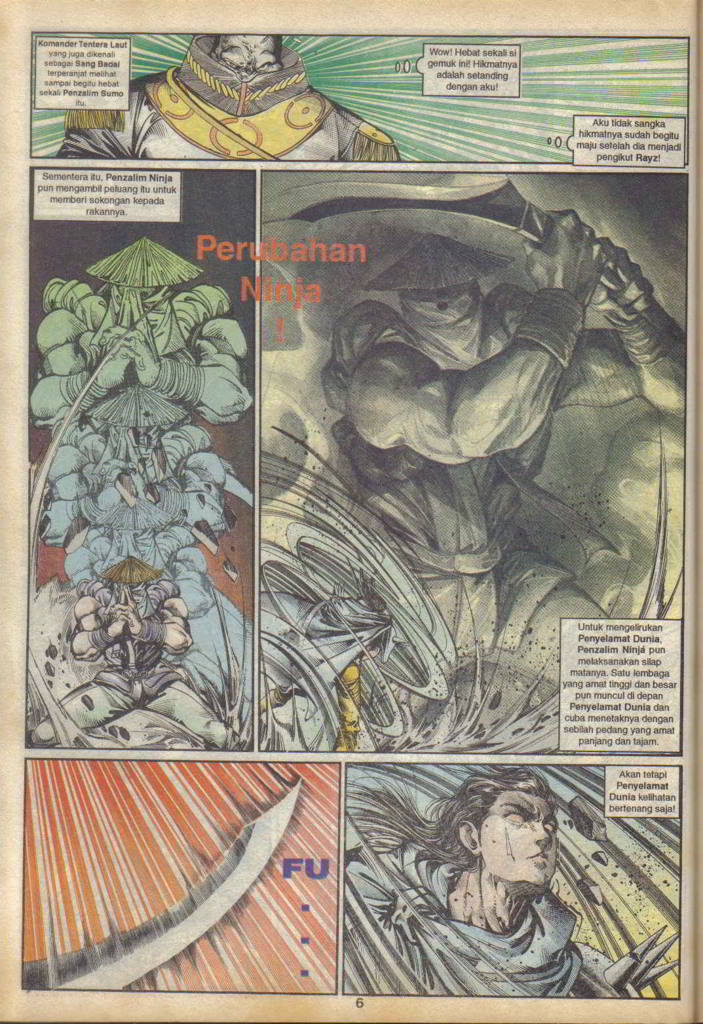 Komander Tentera Laut
yang juga dikenali
sebagai Sang Badai
terperanjat melihat
sampai begitu hebat
sekali Penzalim Sumo
itu.
Wow! Hebat sekali si
gemuk ini! Hikmatnya
adalah setanding
dengan aku!
Aku tidak sangka
hikmatnya sudah begitu
maju setelah dia menjadi
pengikut Rayz!
Sementera itu, Penzalim Ninja
pun mengambil peluang itu untuk
memberi sokongan kepada
rakannya.
Perubahan
Ninja
!
Untuk mengelirukan
Penyelamat Dunia,
Penzalim Ninja pun
melaksanakan silap
matanya. Satu lembaga
yang amat tinggi dan besar
pun muncul di depan
Penyelamat Dunia dan
cuba menetaknya dengan
sebilah pedang yang amat
panjang dan tajam.
FU
.
.
.
Akan tetapi
Penyelamat
Dunia kelihatan
bertenang saja!
6